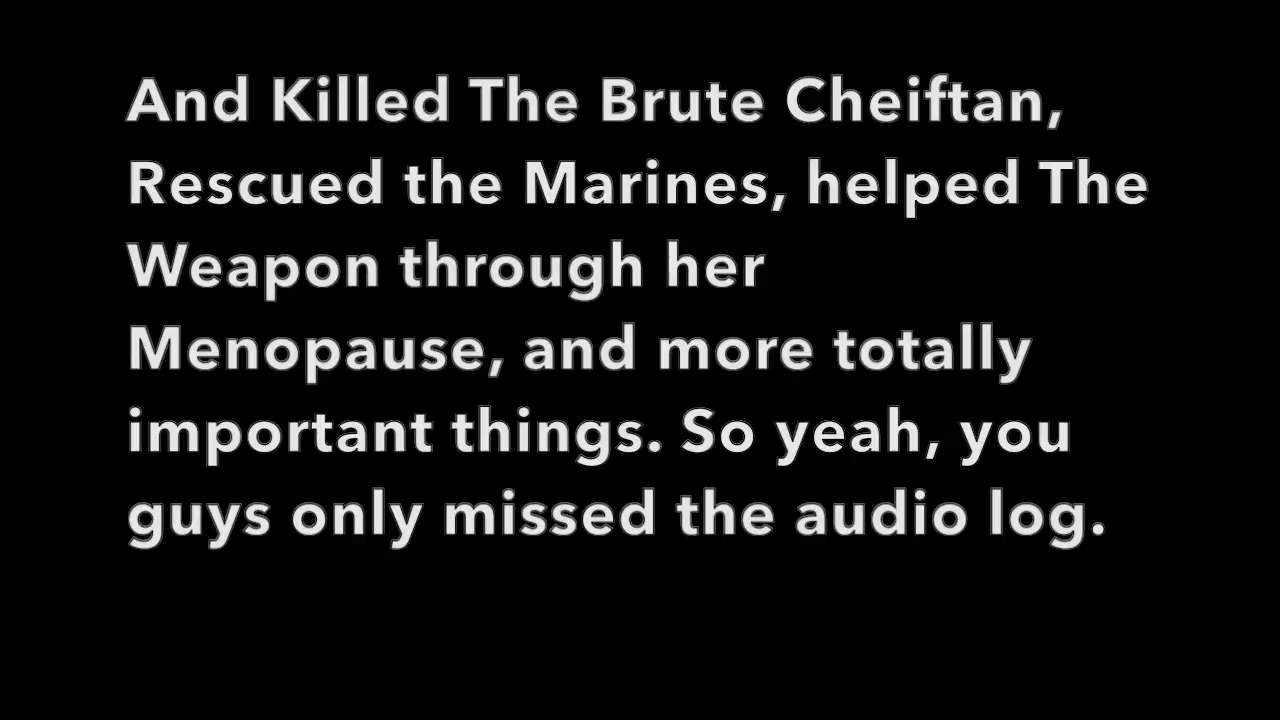 And Killed The Brute Cheiftan,
Rescued the Marines, helped The
Weapon through her
Menopause, and more totally
important things. So yeah, you
guys only missed the audio log.